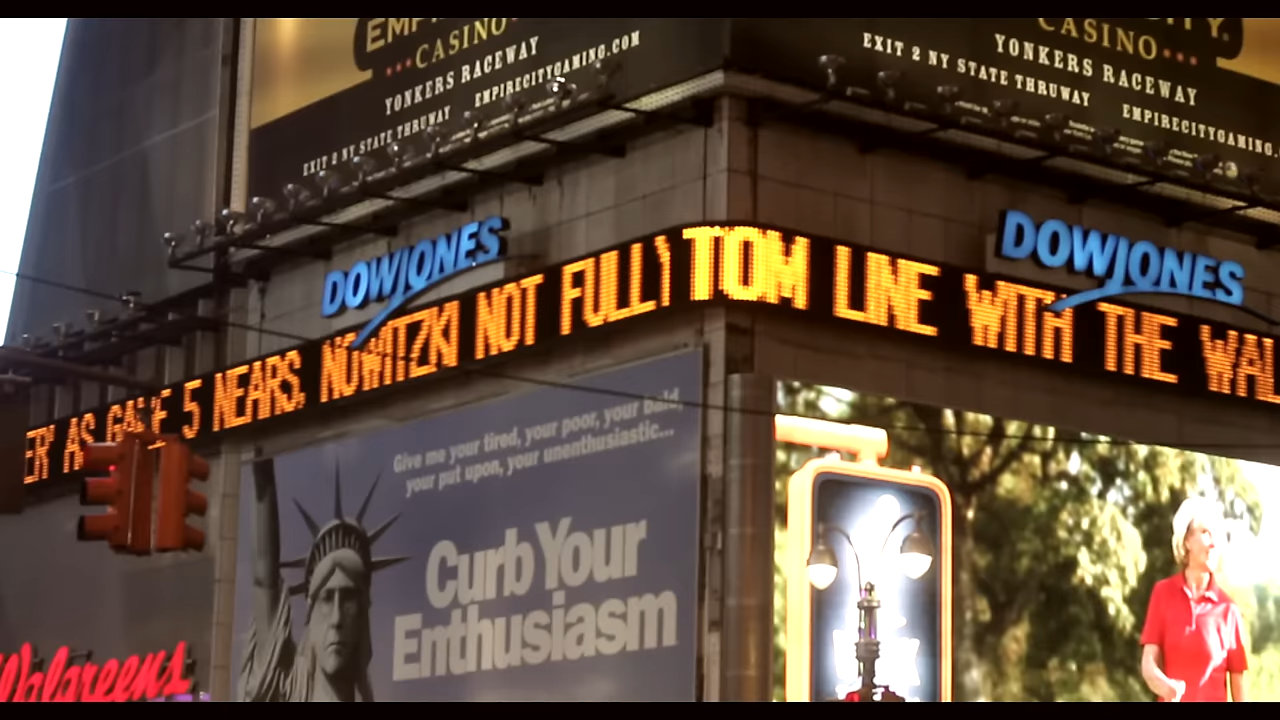 EMPIRE
CASINO
YONKERS RACEWAY
EXIT 2 NY STATE THRUWAY EMPIRECITYGAMING.COM
CITY.
CASINO
YONKERS RACEWAY
EXIT 2 NY STATE THRUWAY
EMPIRECITYGAMING.
DOWJONES
DOWJONES
ER' AS GAME 5 NEARS, NOWITZKI NOT FULLY
TOM LINE WITH THE WAL
Give me your tired, your poor, your bald,
your put upon, your unenthusiastic...
Curb Your
Enthusiasm
Walgreens